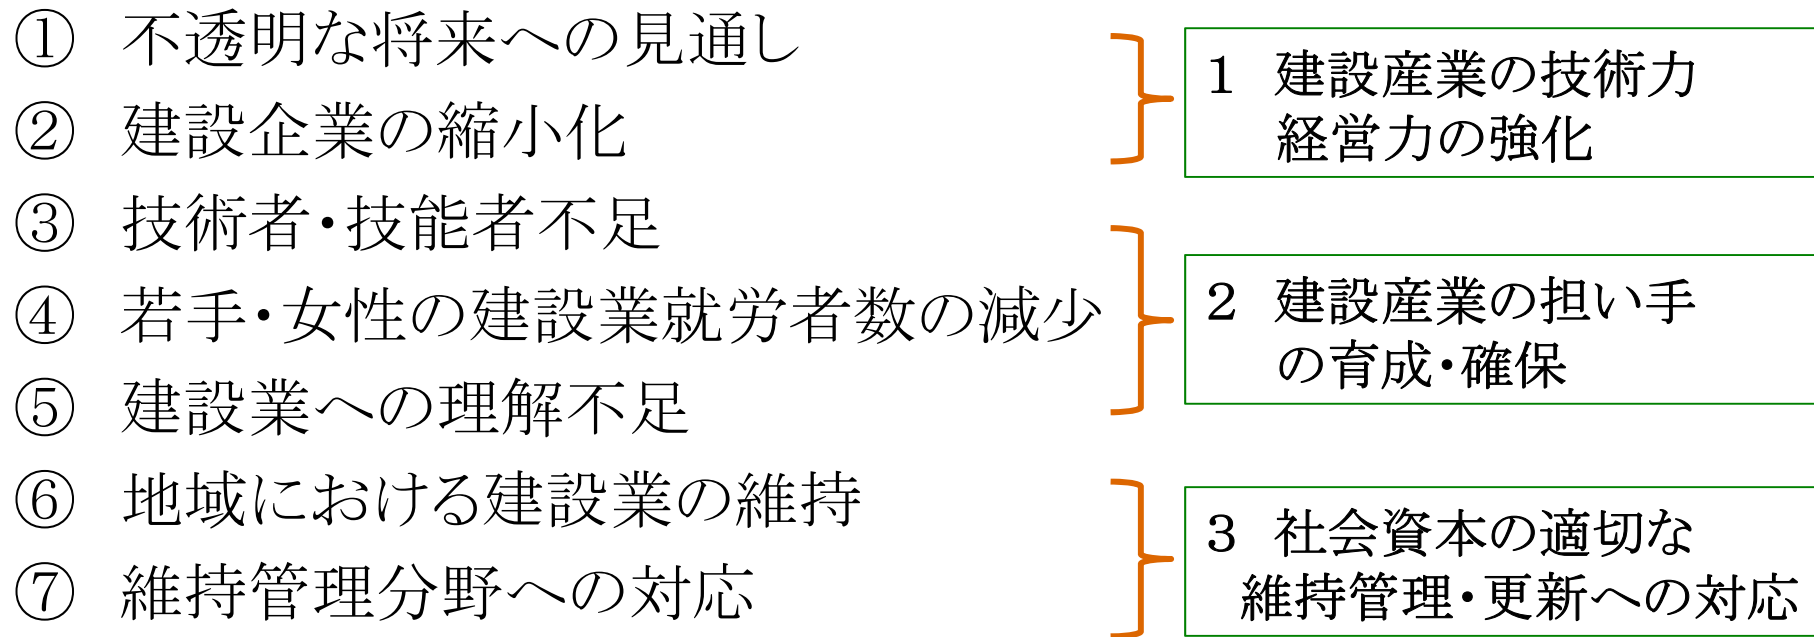 ① 不透明な将来への見通し
② 建設企業の縮小化
③ 技術者・技能者不足
④ 若手・女性の建設業就労者数の減少
⑤ 建設業への理解不足
⑥ 地域における建設業の維持
⑦ 維持管理分野への対応
1 建設産業の技術力
経営力の強化
2 建設産業の担い手
の育成・確保
3 社会資本の適切な
維持管理・更新への対応